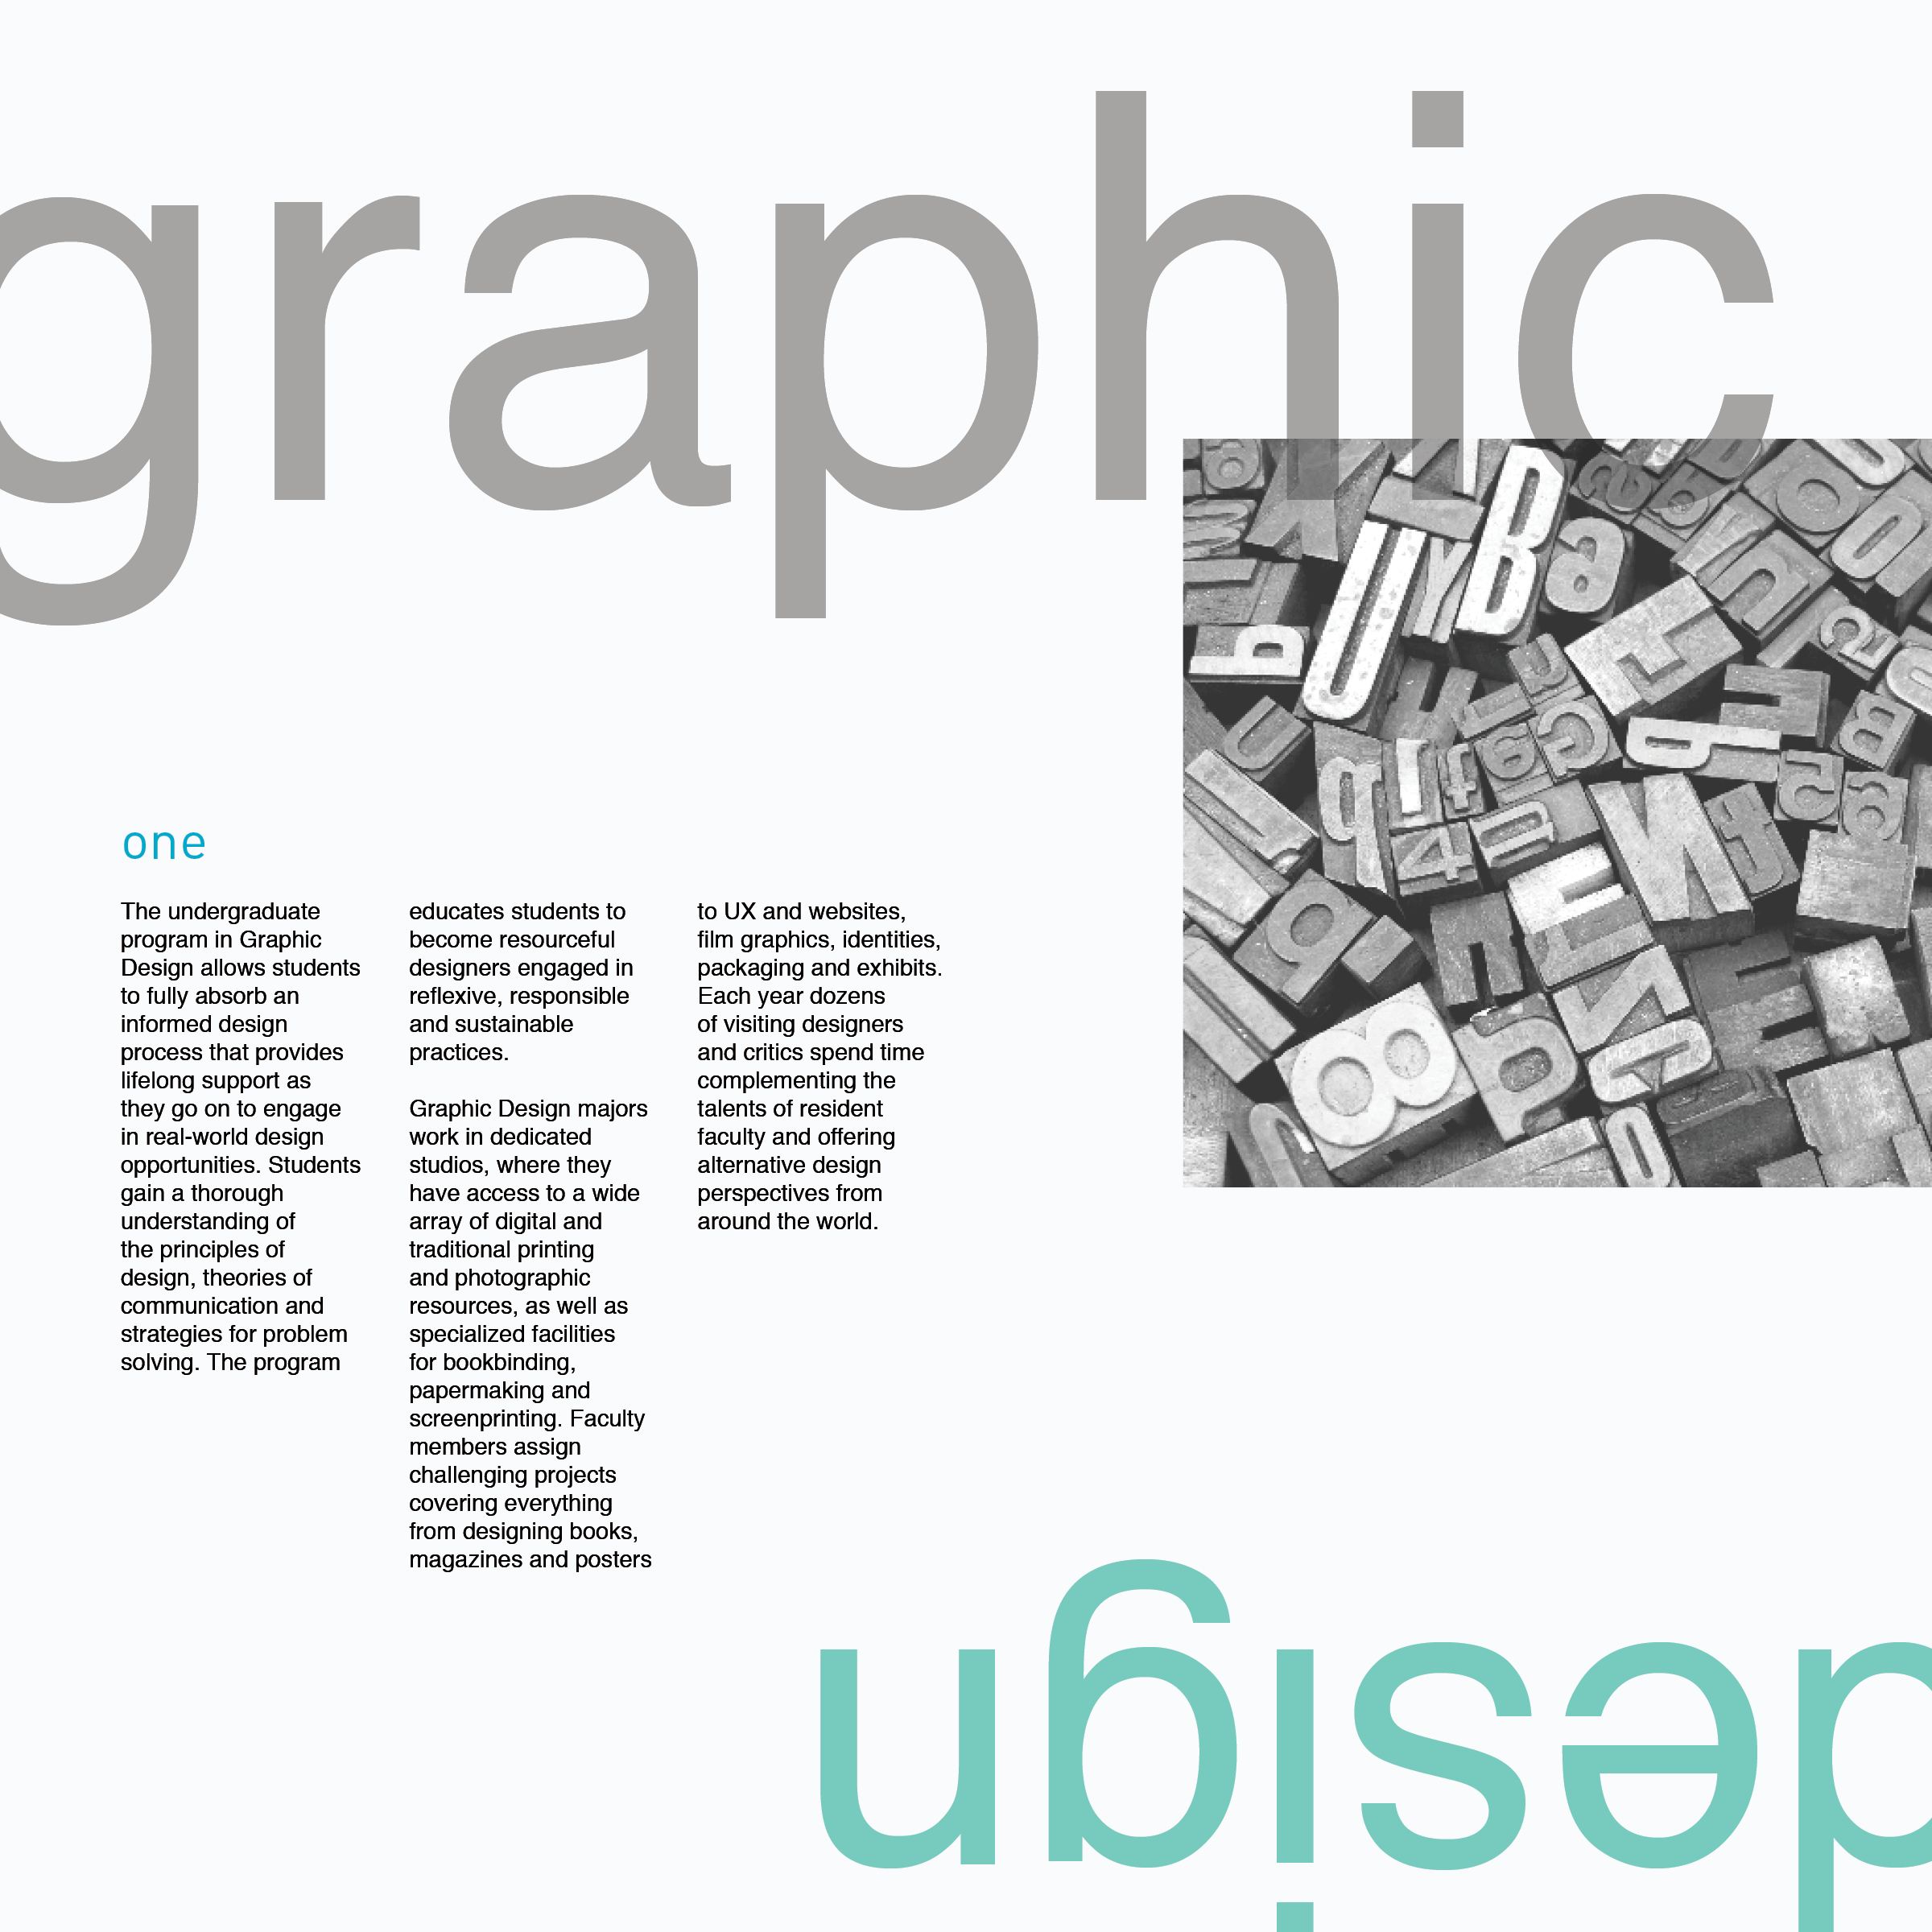 graphic
one
The undergraduate
program in Graphic
Design allows students
to fully absorb an
informed design
process that provides
lifelong support as
they go on to engage
in real-world design
opportunities. Students
gain a thorough
understanding of
the principles of
design, theories of
communication and
strategies for problem
solving. The program
educates students to
become resourceful
designers engaged in
reflexive, responsible
and sustainable
practices.
Graphic Design majors
work in dedicated
studios, where they
have access to a wide
array of digital and
traditional printing
and photographic
resources, as well as
specialized facilities
for bookbinding,
papermaking and
screenprinting. Faculty
members assign
challenging projects
covering everything
from designing books,
magazines and posters
to UX and websites,
film graphics, identities,
packaging and exhibits.
Each year dozens
of visiting designers
and critics spend time
complementing the
talents of resident
faculty and offering
alternative design
perspectives from
around the world.
design